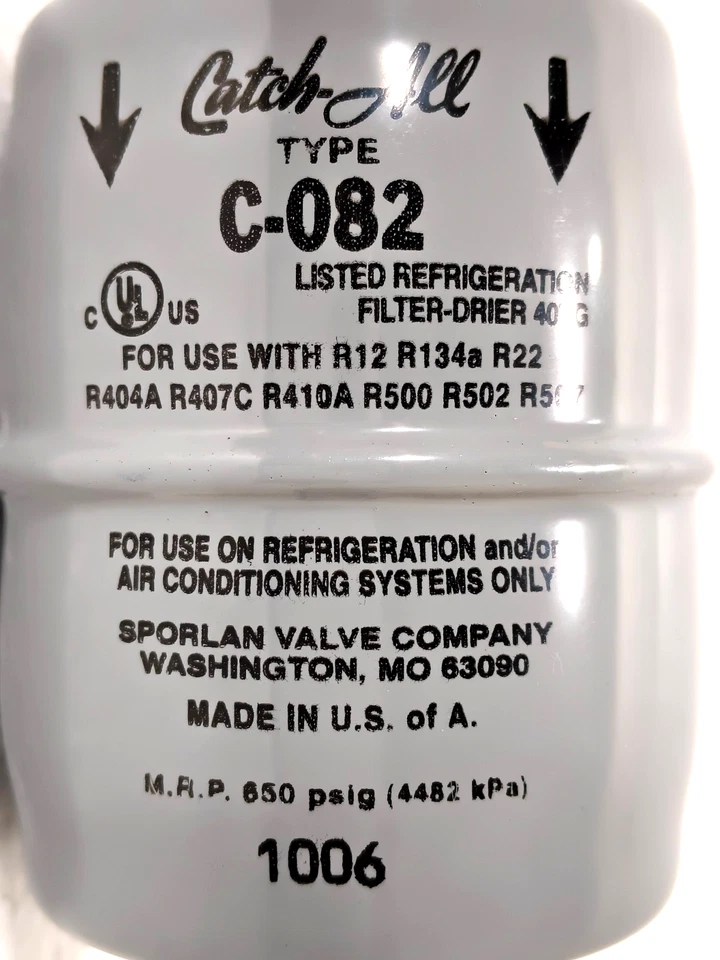 Catch-All
TYPE
C-082
LISTED REFRIGERATION
C UL US
FILTER-DRIER
FOR USE WITH R12 R134a R22
R404A R407C R410A R500 R502
FOR USE ON REFRIGERATION and/or
AIR CONDITIONING SYSTEMS ONLY
SPORLAN VALVE COMPANY
WASHINGTON, MO 63090
MADE IN U.S. of A.
M.R.P. 650 psig (4482 kPa)
1006